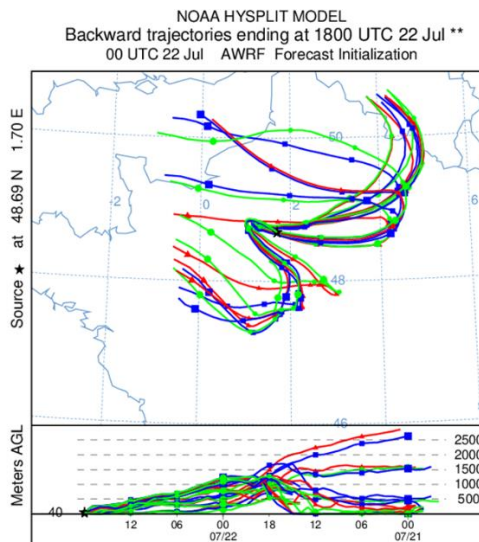 NOAA HYSPLIT MODEL
Backward trajectories ending at 1800 UTC 22 Jul **
00 UTC 22 Jul AWRF Forecast Initialization
Source ★ at 48.69 N 1.70 E
50
-2
0
2
6
48
46
Meters AGL
2500
2000
1500
1000
500
40
12 06 00 18 12 06 00
07/22 07/21